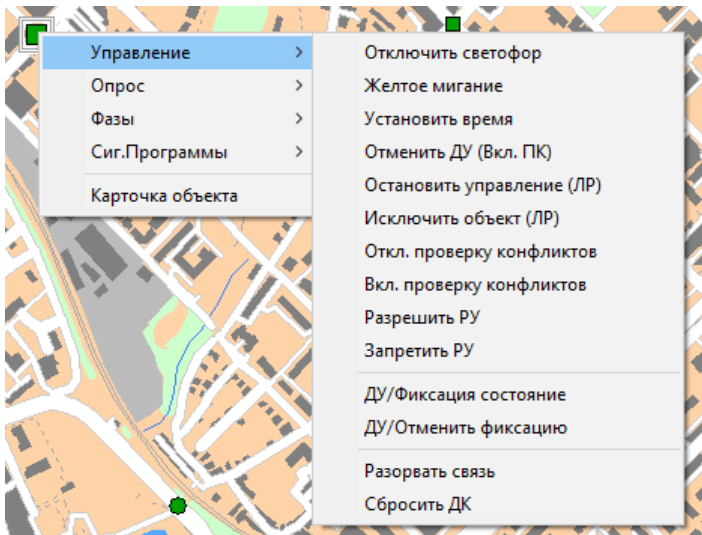 Управление
Опрос
Фазы
Сиг.Программы
Карточка объекта
Отключить светофор
Желтое мигание
Установить время
Отменить ДУ (Вкл. ПК)
Остановить управление (ЛР)
Исключить объект (ЛР)
Откл. проверку конфликтов
Вкл. проверку конфликтов
Разрешить РУ
Запретить РУ
ДУ/Фиксация состояние
ДУ/Отменить фиксацию
Разорвать связь
Сбросить ДК